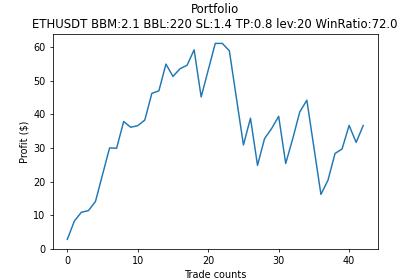 Portfolio
ETHUSDT BBM:2.1 BBL:220 SL:1.4 TP:0.8 lev:20 WinRatio:72.0
60
50
40
30
20
10
0
Profit ($)
0 10 20 30 40
Trade counts